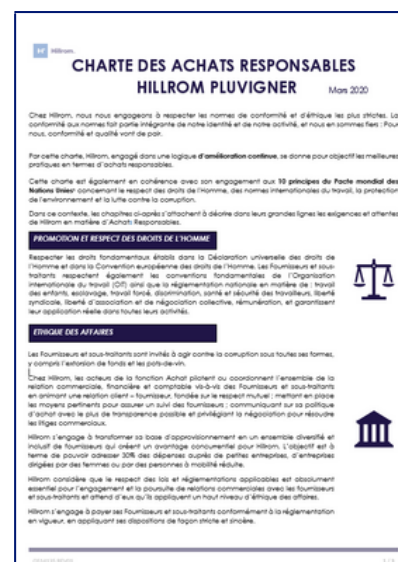 Hillrom.
CHARTE DES ACHATS RESPONSABLES
HILLROM PLUVIGNER Mars 2020
Chez Hillrom, nous nous engageons à respecter les normes de conformité et d'éthique les plus strictes. La
conformité aux normes fait partie intégrante de notre identité et de notre activité, et nous en sommes fiers : Pour
nous, conformité et qualité vont de pair.
Par cette charte, Hillrom, engagé dans une logique d'amélioration continue, se donne pour objectif les meilleures
pratiques en termes d'achats responsables.
Cette charte est également en cohérence avec son engagement aux 10 principes du Pacte mondial des
Nations Unies concernant le respect des droits de l'Homme, des normes internationales du travail, la protection
de l'environnement et la lutte contre la corruption.
Dans ce contexte, les chapitres ci-après s'attachent à décrire dans leurs grandes lignes les exigences et attentes
de Hillrom en matière d'Achats Responsables.
PROMOTION ET RESPECT DES DROITS DE L'HOMME
Respecter les droits fondamentaux établis dans la Déclaration universelle des droits de
l'Homme et dans la Convention européenne des droits de l'Homme. Les Fournisseurs et sous-
traitants respectent également les conventions fondamentales de l'Organisation
internationale du travail (OIT) ainsi que la réglementation nationale en matière de : travail
des enfants, esclavage, travail forcé, discrimination, santé et sécurité des travailleurs, liberté
syndicale, liberté d'association et de négociation collective, rémunération, et garantissent
leur application réelle dans toutes leurs activités.
ETHIQUE DES AFFAIRES
Les Fournisseurs et sous-traitants sont invités à agir contre la corruption sous toutes ses formes,
y compris l'extorsion de fonds et les pots-de-vin.
Chez Hillrom, les acteurs de la fonction Achat pilotent ou coordonnent l'ensemble de la
relation commerciale, financière et comptable vis-à-vis des Fournisseurs et sous-traitants
en animant une relation client – fournisseur, fondée sur le respect mutuel ; mettant en place
les moyens pertinents pour assurer un suivi des fournisseurs ; communiquant sur sa politique
d'achat avec le plus de transparence possible et privilégiant la négociation pour résoudre
les litiges commerciaux.
Hillrom s'engage à transformer sa base d'approvisionnement en un ensemble diversifié et
inclusif de fournisseurs qui créent un avantage concurrentiel pour Hillrom. L'objectif est à
terme de pouvoir adresser 30% des dépenses auprès de petites entreprises, d'entreprises
dirigées par des femmes ou par des personnes à mobilité réduite.
Hillrom considère que le respect des lois et réglementations applicables est absolument
essentiel pour l'engagement et la poursuite de relations commerciales avec les fournisseurs
et sous-traitants et attend d'eux qu'ils appliquent un haut niveau d'éthique des affaires.
Hillrom s'engage à payer ses Fournisseurs et sous-traitants conformément à la réglementation
en vigueur, en appliquant ses dispositions de façon stricte et sincère.